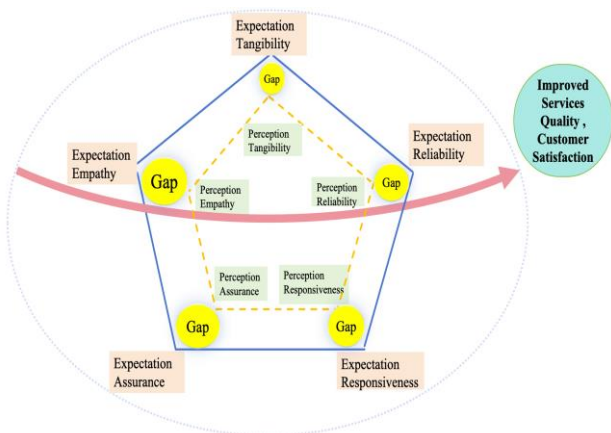 Expectation
Tangibility
Gap
Improved
Services
Quality ,
Customer
Satisfaction
Perception
Tangibility
Expectation
Empathy
Expectation
Reliability
Gap
Gap
Perception
Empathy
Perception
Reliability
Perception
Assurance
Perception
Responsiveness
Gap
Gap
Expectation
Assurance
Expectation
Responsiveness